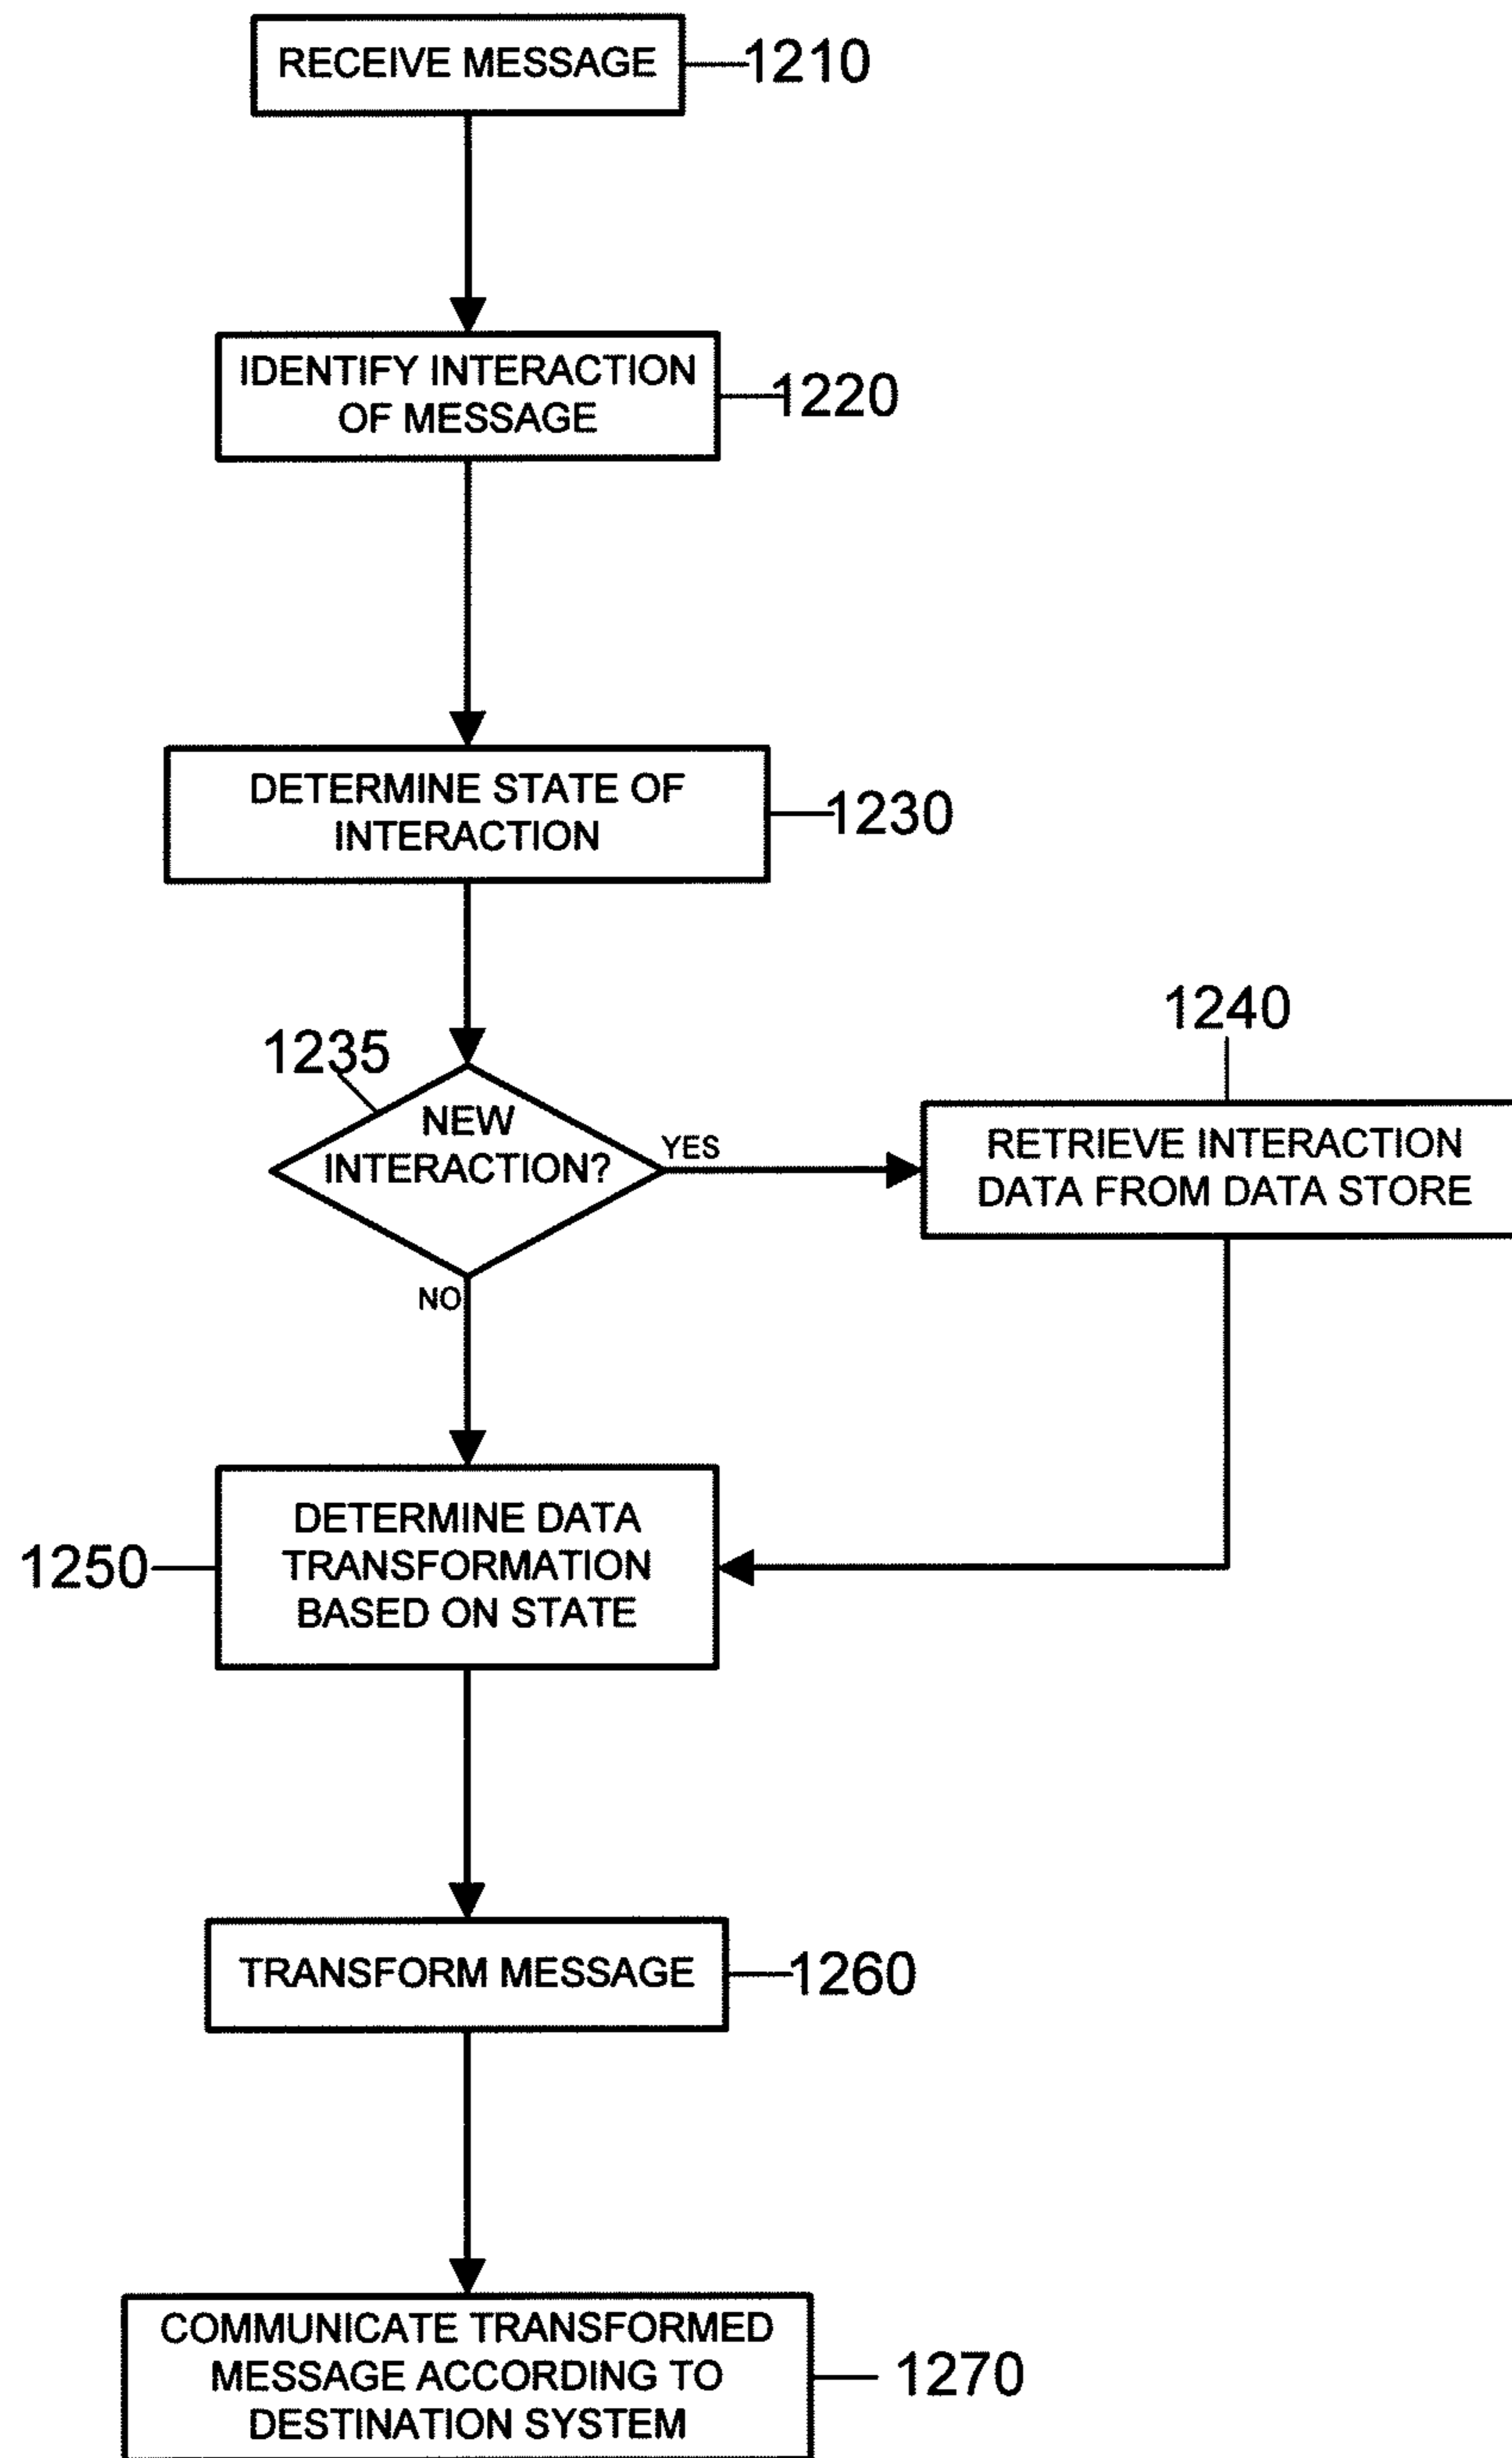 RECEIVE MESSAGE
1210
IDENTIFY INTERACTION
OF MESSAGE
1220
DETERMINE STATE OF
INTERACTION
1230
1235
NEW
INTERACTION?
YES
NO
1240
RETRIEVE INTERACTION
DATA FROM DATA STORE
1250
DETERMINE DATA
TRANSFORMATION
BASED ON STATE
TRANSFORM MESSAGE
1260
COMMUNICATE TRANSFORMED
MESSAGE ACCORDING TO
DESTINATION SYSTEM
1270